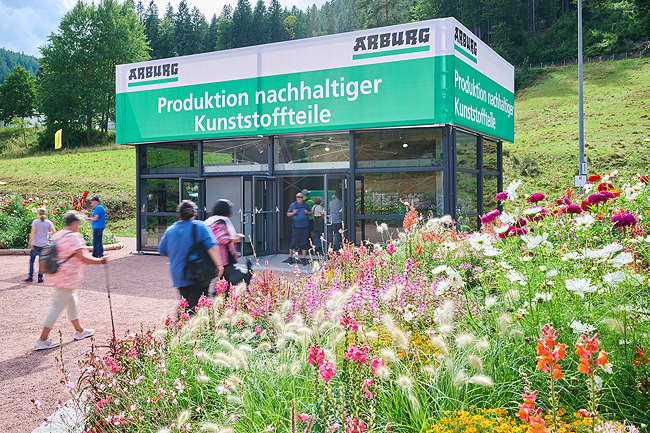 ARBURG
ARBURG
ARBURG
Produktion nachhaltiger
Kunststoffteile
Produktion nachhaltiger
Kunststoffteile